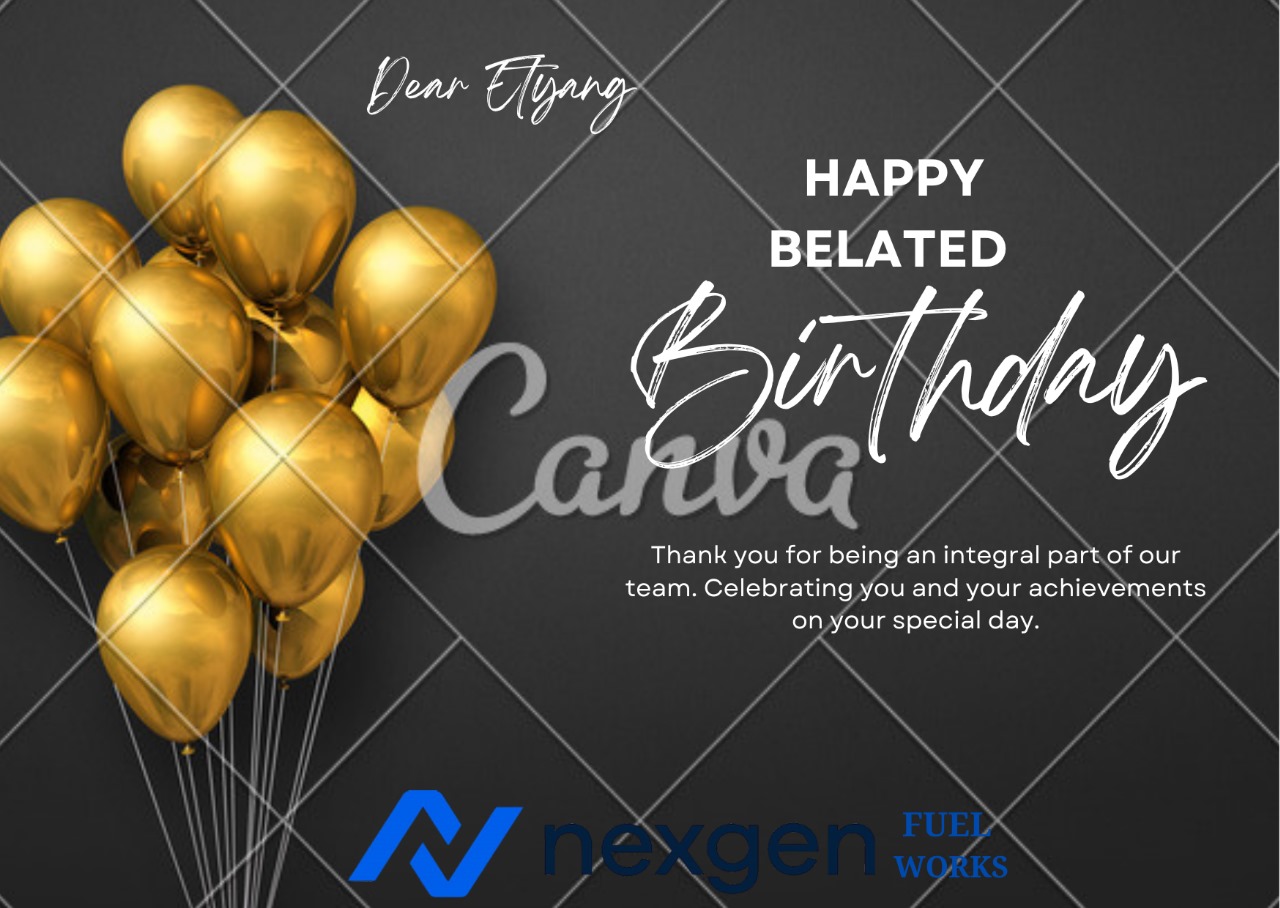 Dear Etyang
HAPPY
BELATED
Birthday
Canva
Thank you for being an integral part of our
team. Celebrating you and your achievements
on your special day.
nexgen
FUEL
WORKS